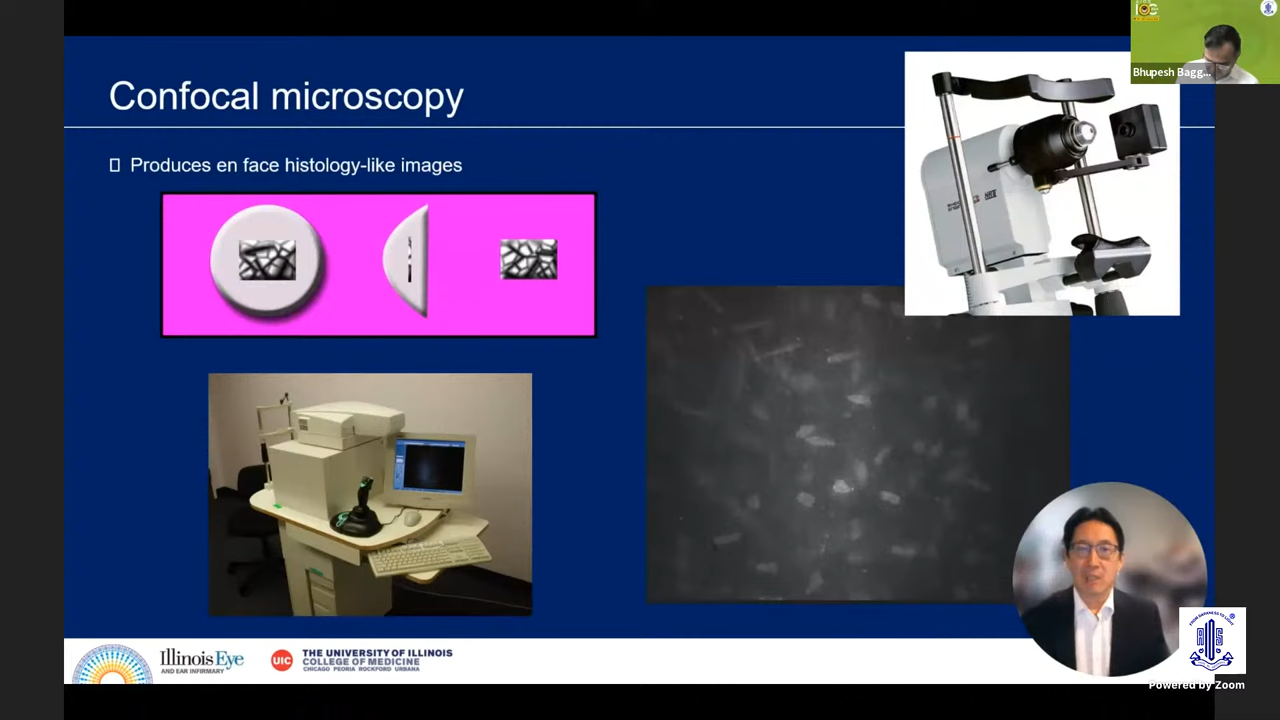 Confocal microscopy
Produces en face histology-like images
Bhupesh Bagg...
Illinois Eye
AND EAR INFIRMARY
UIC
THE UNIVERSITY OF ILLINOIS
COLLEGE OF MEDICINE
CHICAGO PEORIA ROCKFORD URBANA
Powered by Zoom